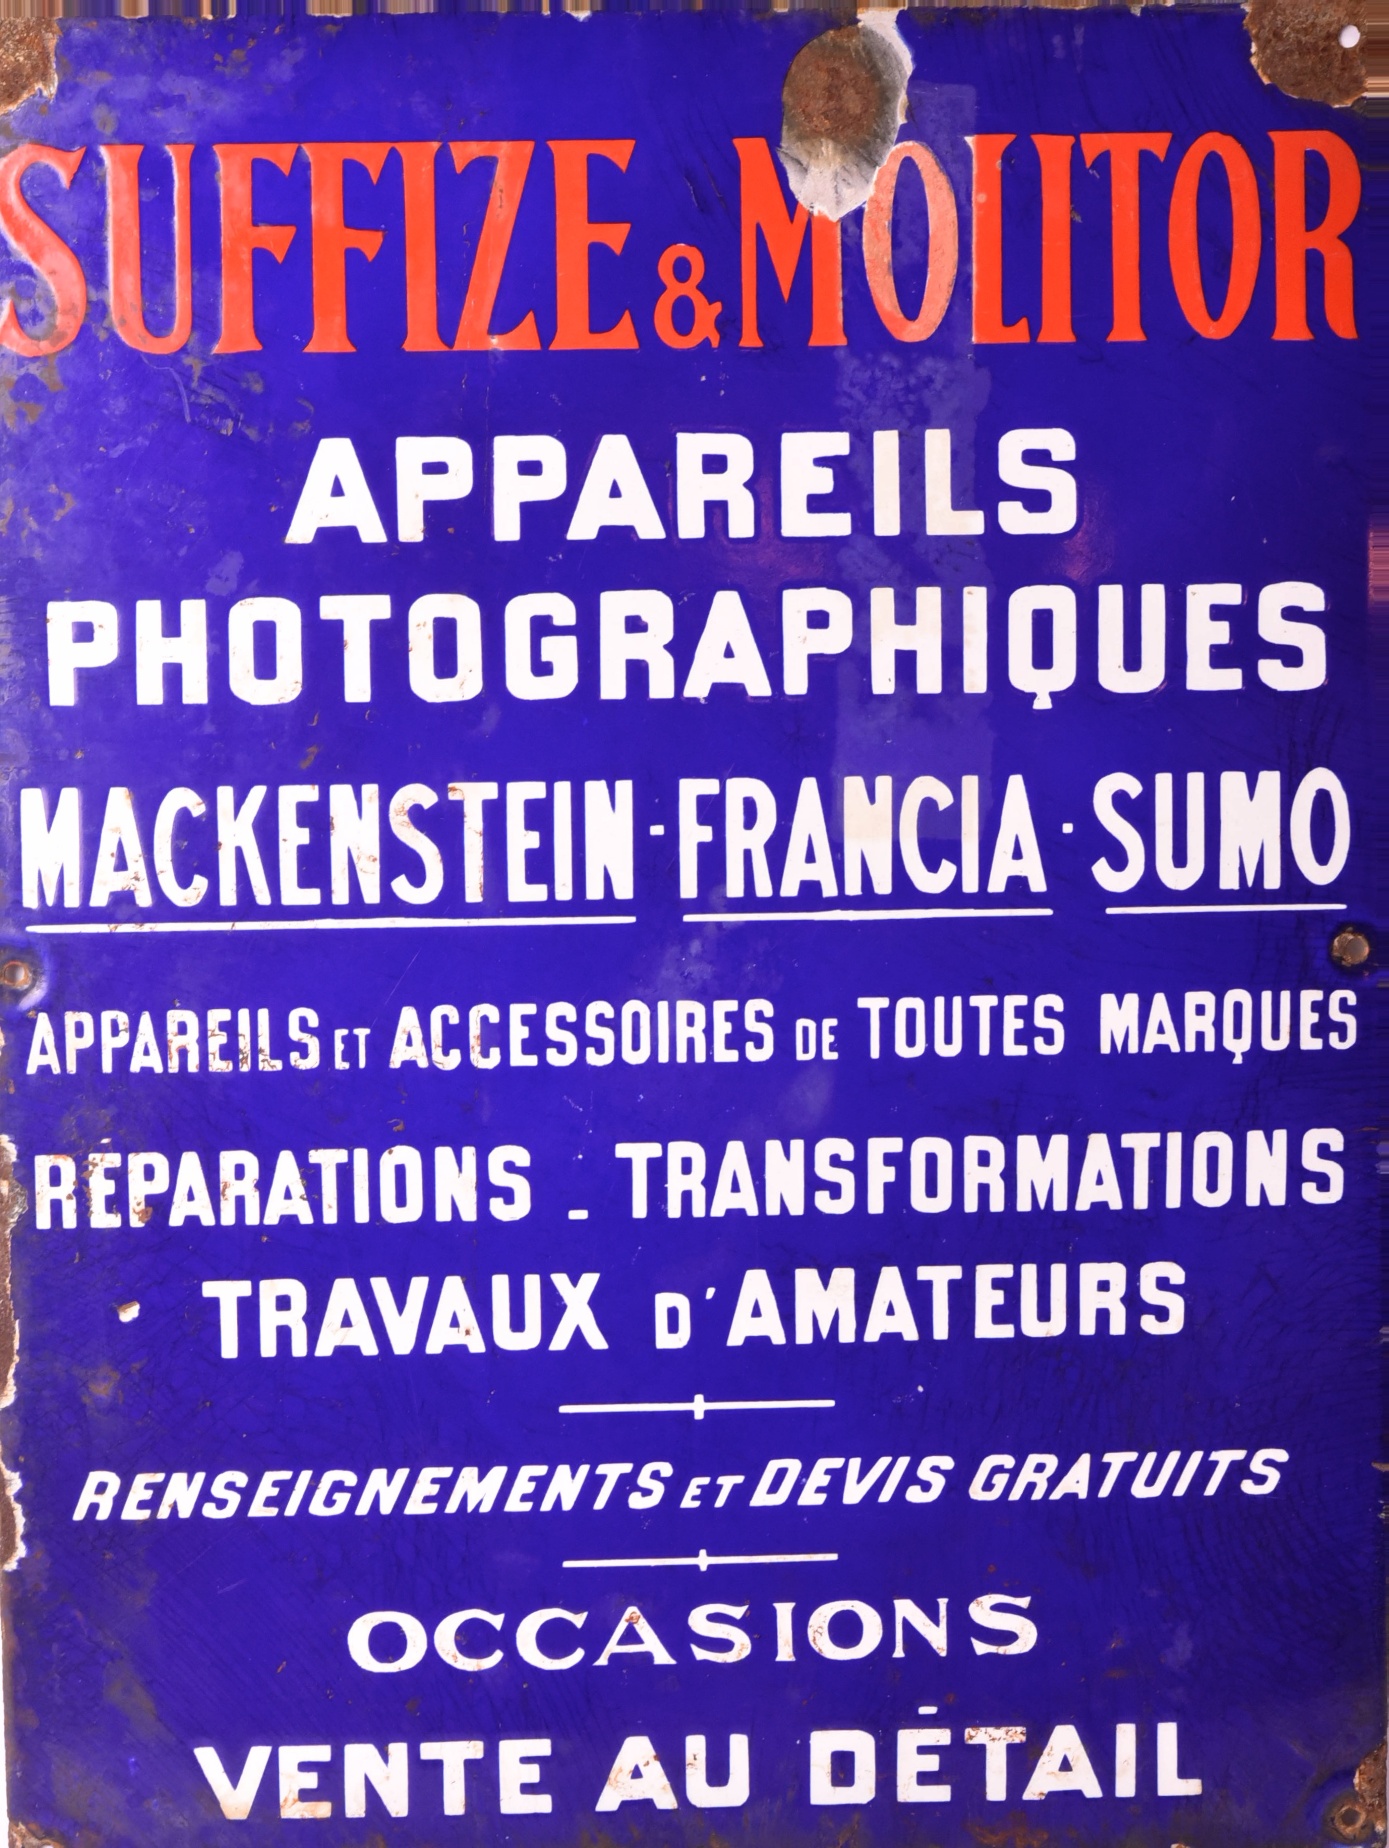 SUFFIZE & MOLITOR
APPAREILS
PHOTOGRAPHIQUES
MACKENSTEIN - FRANCIA - SUMO
APPAREILS ET ACCESSOIRES DE TOUTES MARQUES
REPARATIONS - TRANSFORMATIONS
TRAVAUX D'AMATEURS
RENSEIGNEMENTS ET DEVIS GRATUITS
OCCASIONS
VENTE AU DÉTAIL